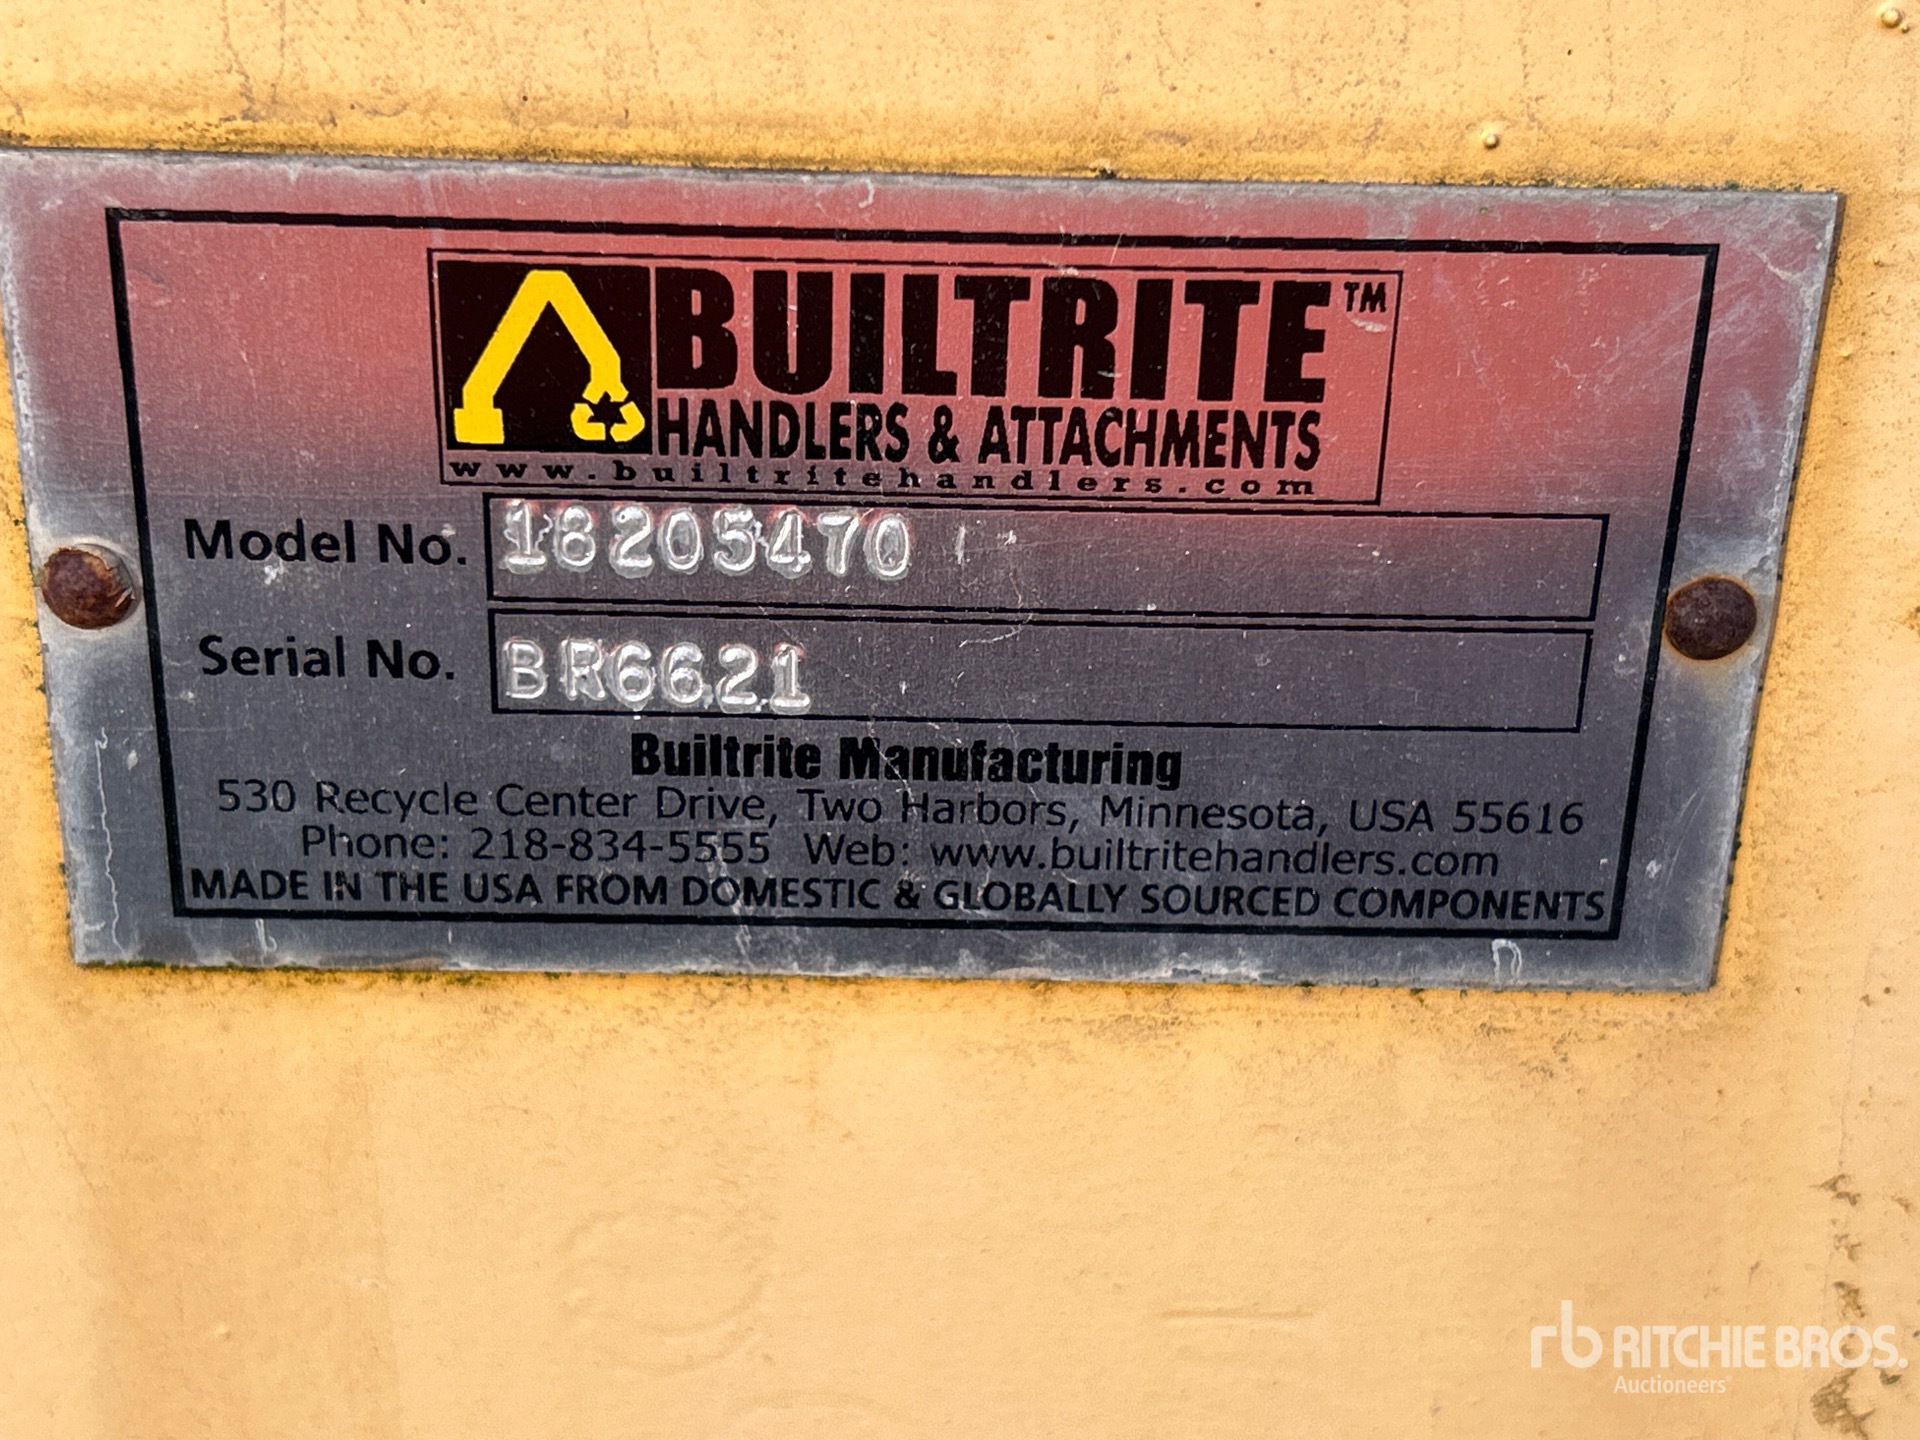 BUILTRITE™
HANDLERS & ATTACHMENTS
www.builtritehandlers.com
Model No. 18205470
Serial No. BR6621
Builtrite Manufacturing
530 Recycle Center Drive, Two Harbors, Minnesota, USA 55616
Phone: 218-834-5555 Web: www.builtritehandlers.com
MADE IN THE USA FROM DOMESTIC & GLOBALLY SOURCED COMPONENTS
rb RITCHIE BROS.
Auctioneers